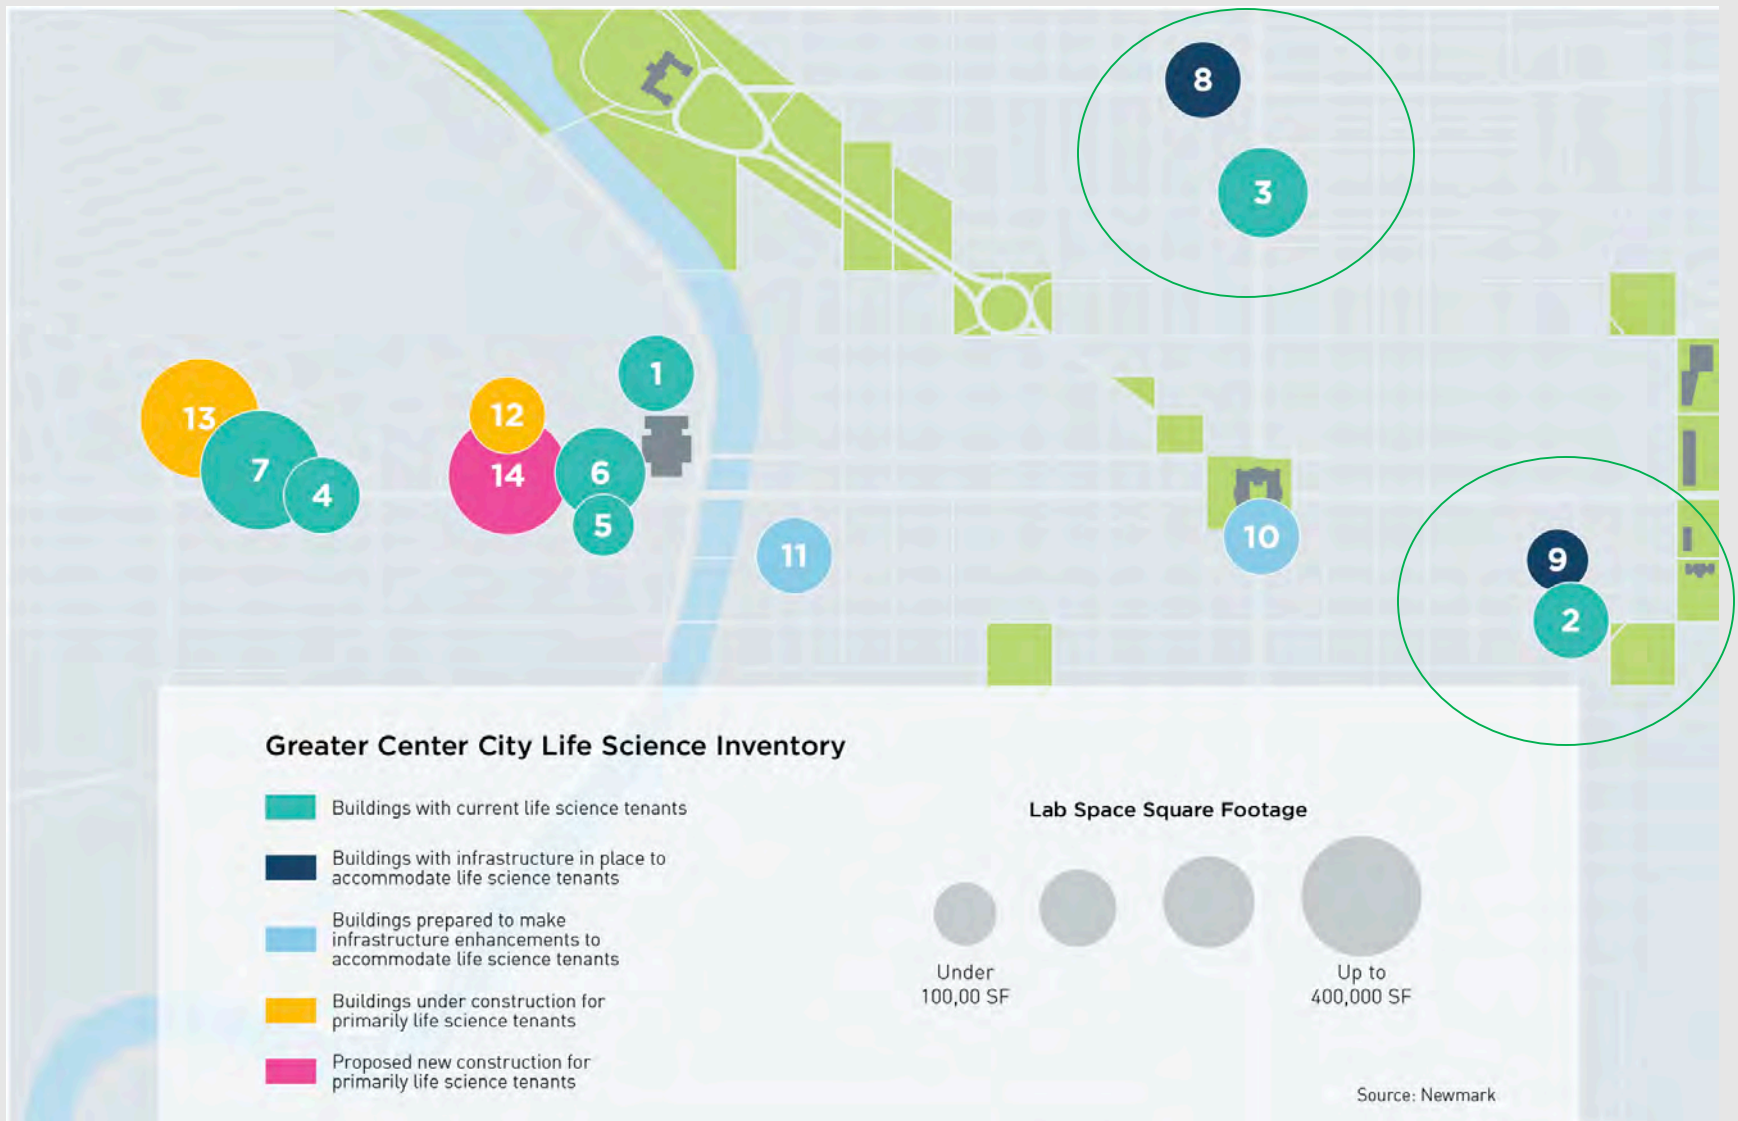 8
3
1
13
12
7
14
6
4
5
11
10
9
2
Greater Center City Life Science Inventory
Buildings with current life science tenants
Buildings with infrastructure in place to
accommodate life science tenants
Buildings prepared to make
infrastructure enhancements to
accommodate life science tenants
Buildings under construction for
primarily life science tenants
Proposed new construction for
primarily life science tenants
Lab Space Square Footage
Under
100,00 SF
Up to
400,000 SF
Source: Newmark